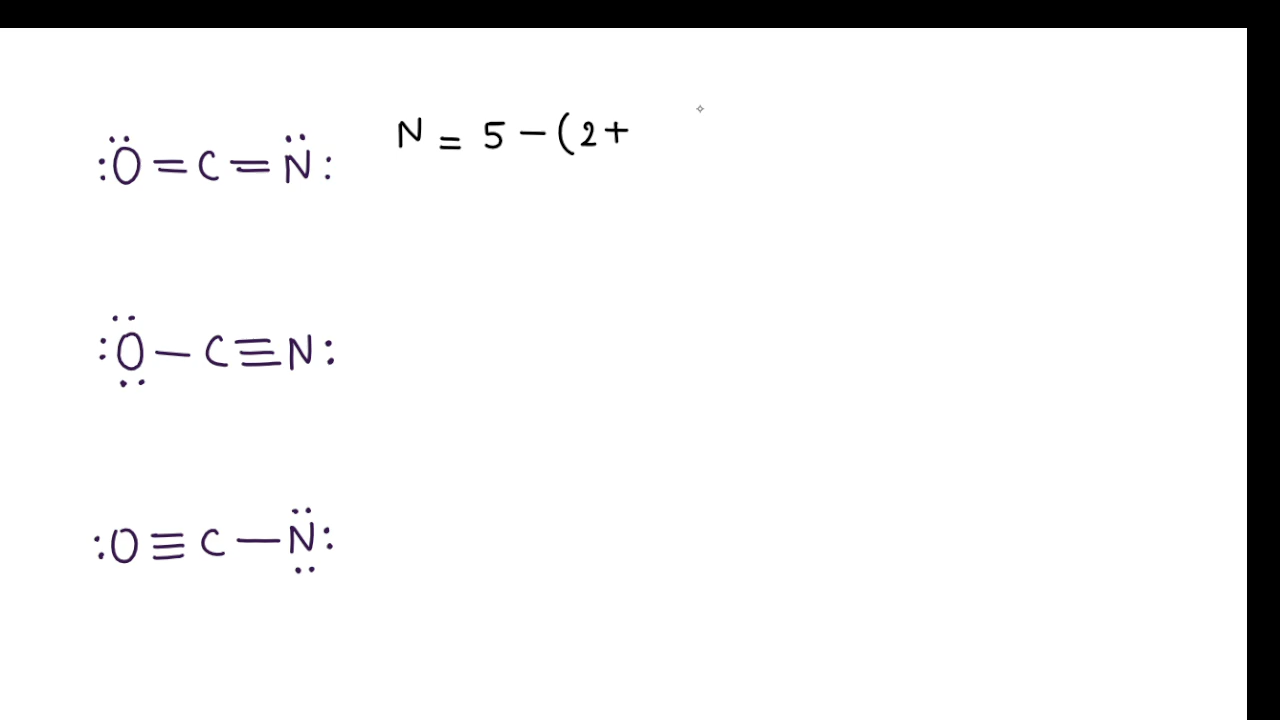 :Ö=C=N̈: N = 5-(2+
:Ö̤-C≡N:
:O≡C-N̤̈: